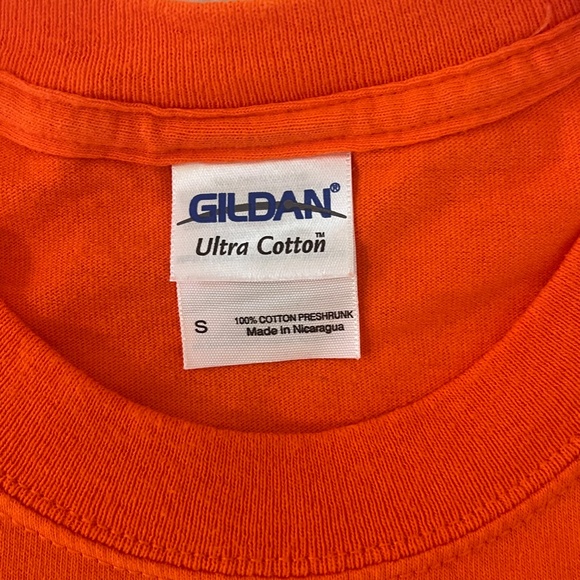 GILDAN®
Ultra Cotton™
S
100% COTTON PRESHRUNK
Made in Nicaragua